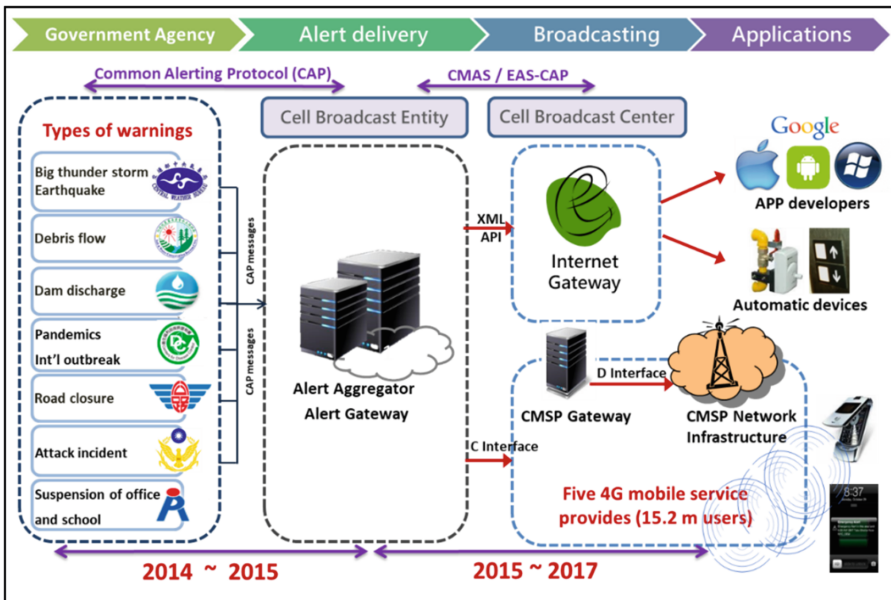 Government Agency
Alert delivery
Broadcasting
Applications
Common Alerting Protocol (CAP)
CMAS / EAS-CAP
Cell Broadcast Entity
Cell Broadcast Center
Types of warnings
Big thunder storm
Earthquake
Debris flow
Dam discharge
Pandemics
Int'l outbreak
Road closure
Attack incident
Suspension of office
and school
CAP messages
CAP messages
Alert Aggregator
Alert Gateway
XML
API
Internet
Gateway
Google
APP developers
Automatic devices
C Interface
CMSP Gateway
D Interface
CMSP Network
Infrastructure
Five 4G mobile service
provides (15.2 m users)
8:37
2014 ~ 2015
2015 ~ 2017